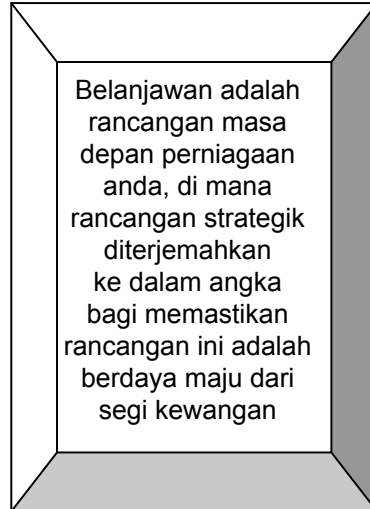 Belanjawan adalah
rancangan masa
depan perniagaan
anda, di mana
rancangan strategik
diterjemahkan
ke dalam angka
bagi memastikan
rancangan ini adalah
berdaya maju dari
segi kewangan